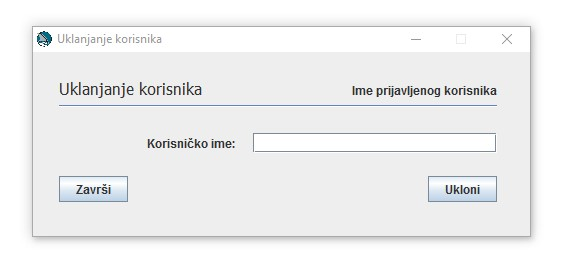 Uklanjanje korisnika
Uklanjanje korisnika Ime prijavljenog korisnika
Korisničko ime:
Završi Ukloni